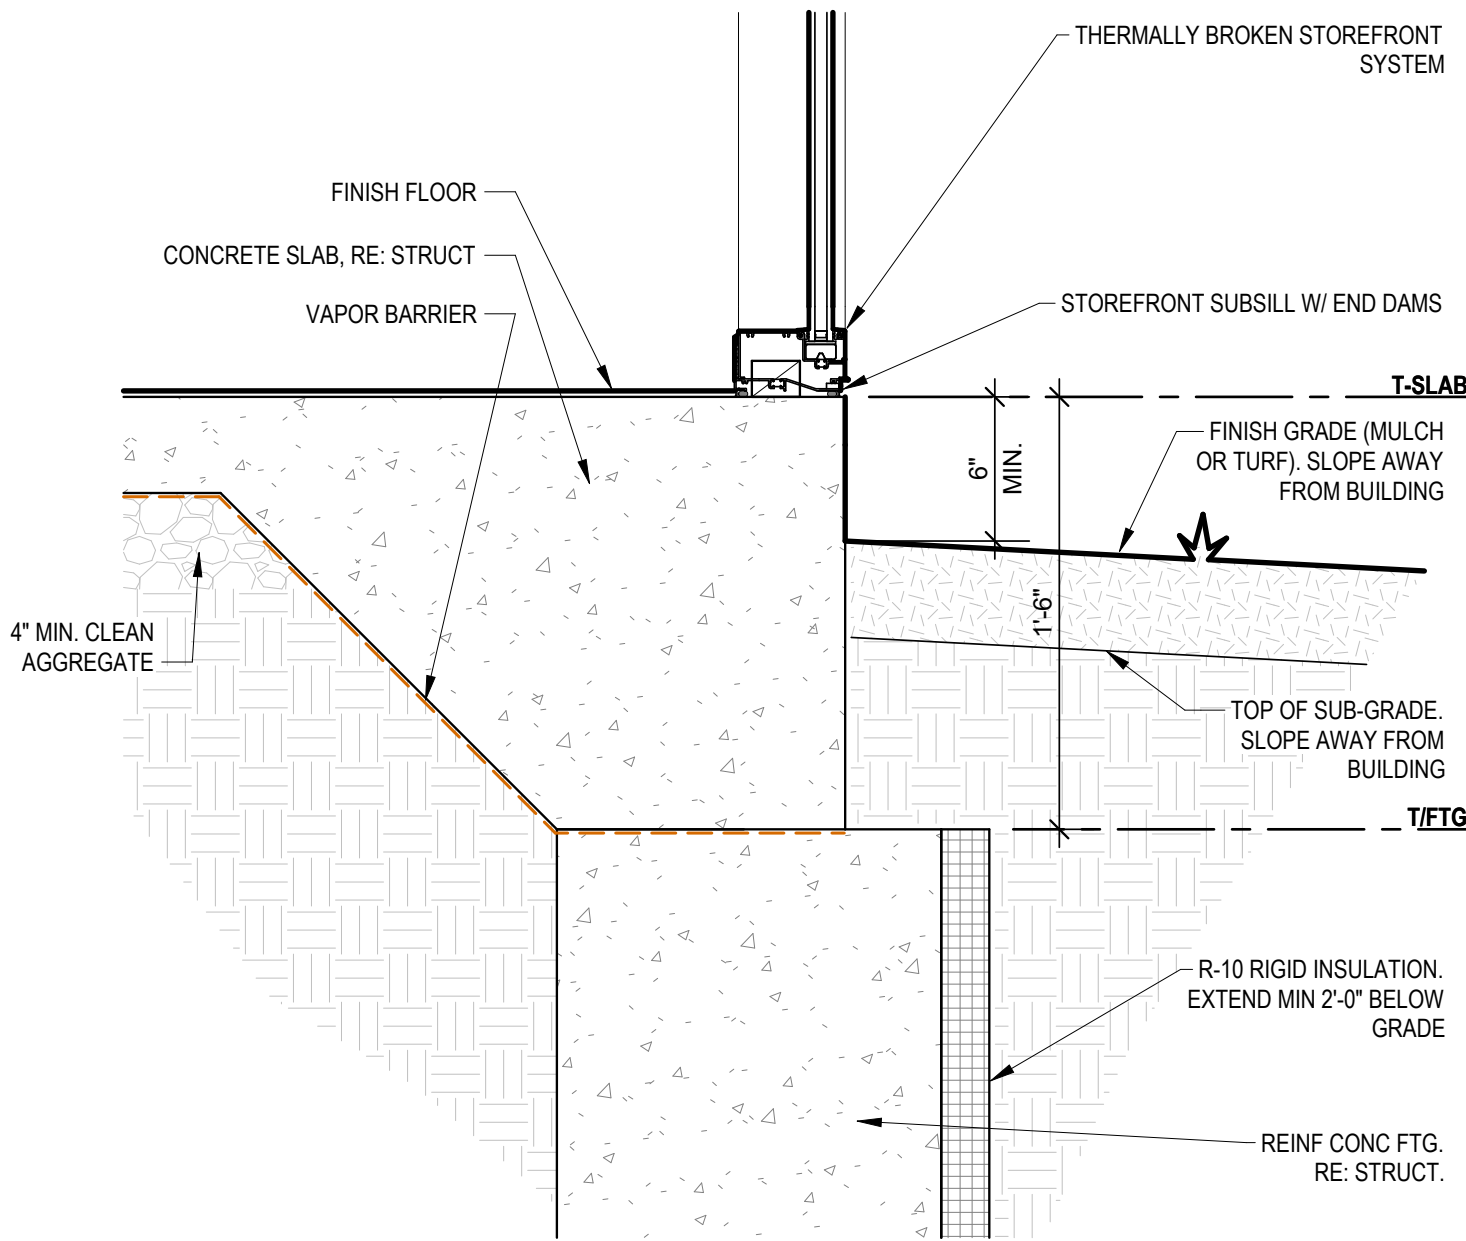 THERMALLY BROKEN STOREFRONT
SYSTEM
FINISH FLOOR
CONCRETE SLAB, RE: STRUCT
VAPOR BARRIER
STOREFRONT SUBSILL W/ END DAMS
T-SLAB
FINISH GRADE (MULCH
OR TURF). SLOPE AWAY
FROM BUILDING
6"
MIN.
1'-6"
4" MIN. CLEAN
AGGREGATE
TOP OF SUB-GRADE.
SLOPE AWAY FROM
BUILDING
T/FTG
R-10 RIGID INSULATION.
EXTEND MIN 2'-0" BELOW
GRADE
REINF CONC FTG.
RE: STRUCT.